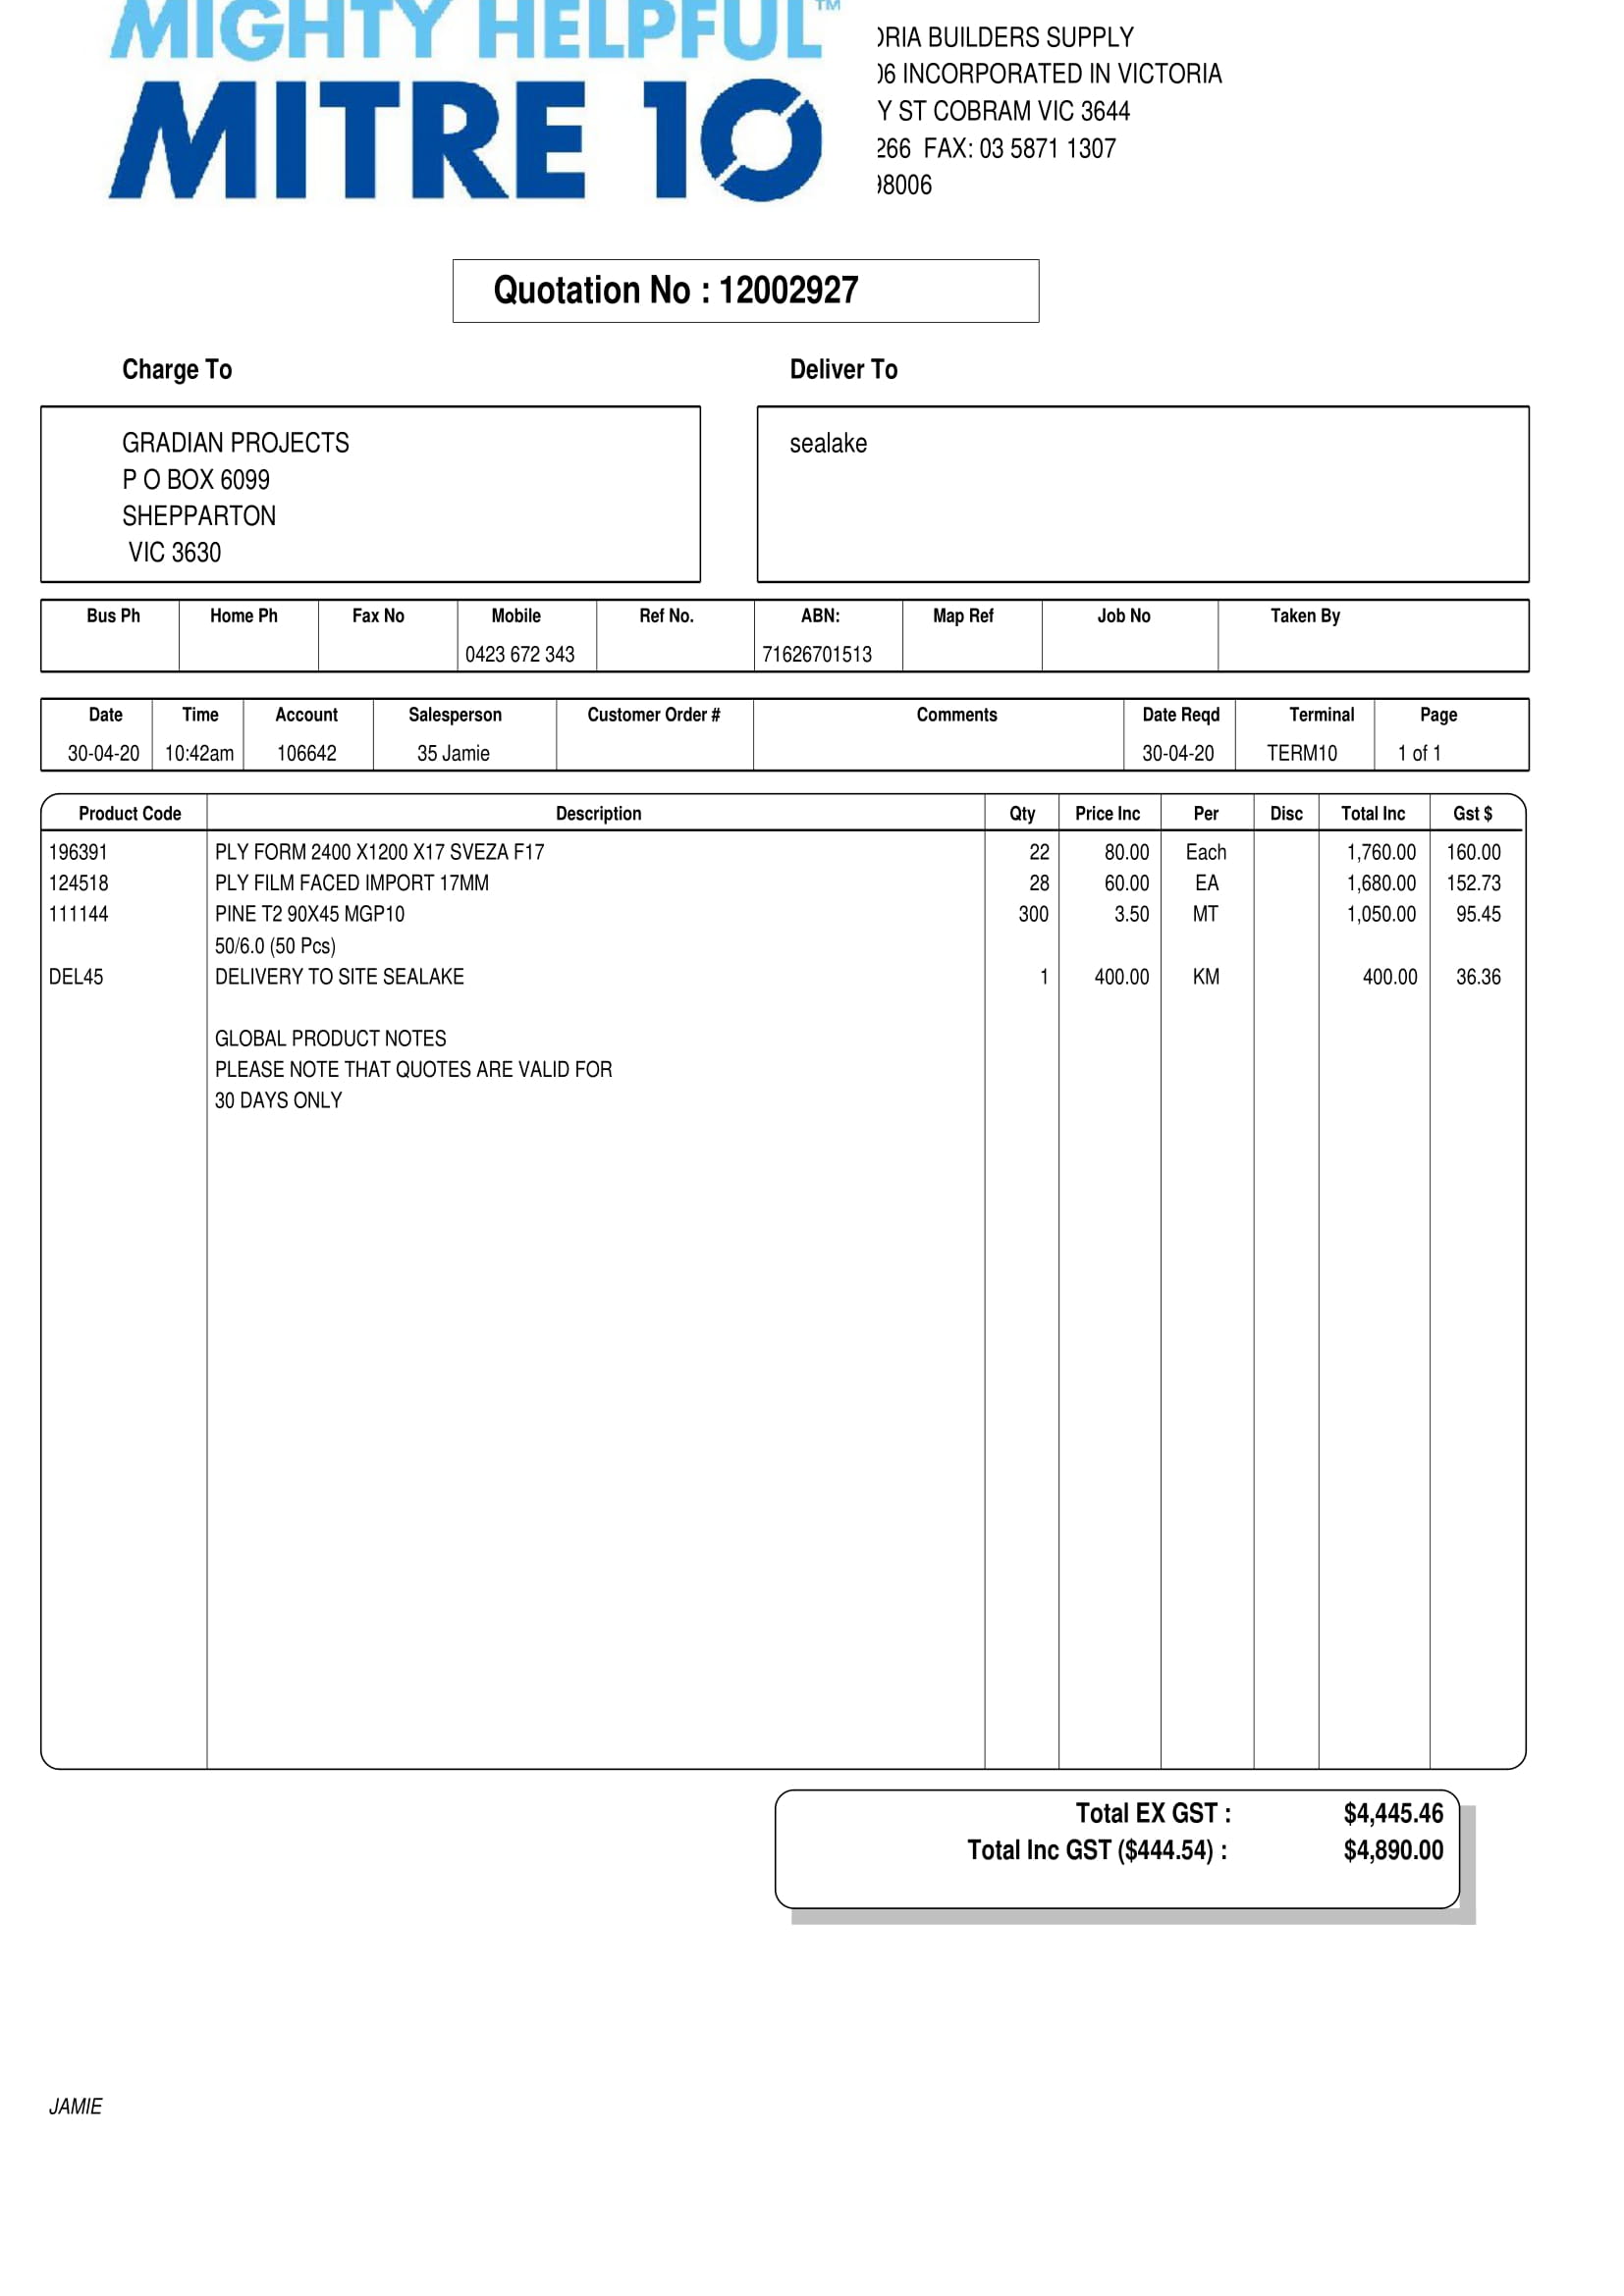 MIGHTY HELPFUL™
MITRE 10
RIA BUILDERS SUPPLY
6 INCORPORATED IN VICTORIA
Y ST COBRAM VIC 3644
266 FAX: 03 5871 1307
8006
Quotation No : 12002927
Charge To
Deliver To
GRADIAN PROJECTS
P O BOX 6099
SHEPPARTON
VIC 3630
sealake
Bus Ph Home Ph Fax No Mobile Ref No. ABN: Map Ref Job No Taken By
0423 672 343 71626701513
Date Time Account Salesperson Customer Order # Comments Date Reqd Terminal Page
30-04-20 10:42am 106642 35 Jamie 30-04-20 TERM10 1 of 1
Product Code Description Qty Price Inc Per Disc Total Inc Gst $
196391 PLY FORM 2400 X1200 X17 SVEZA F17 22 80.00 Each 1,760.00 160.00
124518 PLY FILM FACED IMPORT 17MM 28 60.00 EA 1,680.00 152.73
111144 PINE T2 90X45 MGP10 300 3.50 MT 1,050.00 95.45
50/6.0 (50 Pcs)
DEL45 DELIVERY TO SITE SEALAKE 1 400.00 KM 400.00 36.36
GLOBAL PRODUCT NOTES
PLEASE NOTE THAT QUOTES ARE VALID FOR
30 DAYS ONLY
Total EX GST : $4,445.46
Total Inc GST ($444.54) : $4,890.00
JAMIE